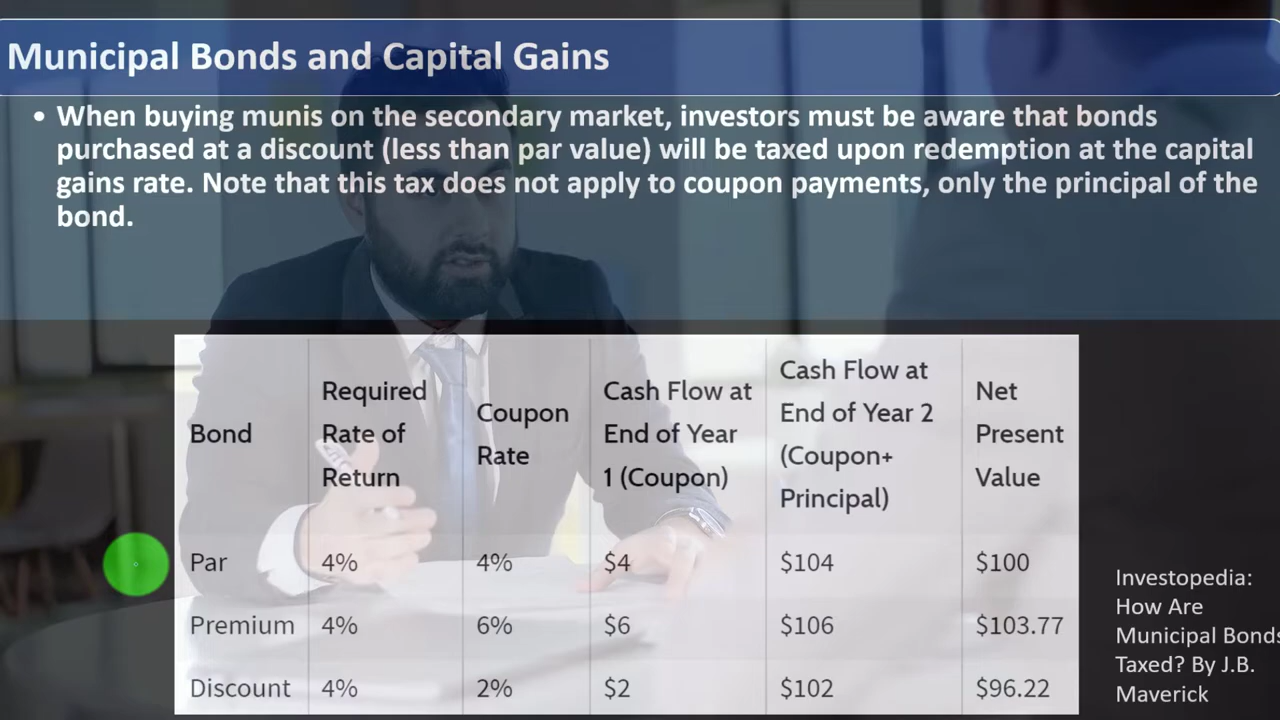 Municipal Bonds and Capital Gains
• When buying munis on the secondary market, investors must be aware that bonds
purchased at a discount (less than par value) will be taxed upon redemption at the capital
gains rate. Note that this tax does not apply to coupon payments, only the principal of the
bond.
Bond
Required
Rate of
Return
Coupon
Rate
Cash Flow at
End of Year
1 (Coupon)
Cash Flow at
End of Year 2
(Coupon+
Principal)
Net
Present
Value
Par 4% 4% $4 $104 $100
Premium 4% 6% $6 $106 $103.77
Discount 4% 2% $2 $102 $96.22
Investopedia:
How Are
Municipal Bonds
Taxed? By J.B.
Maverick